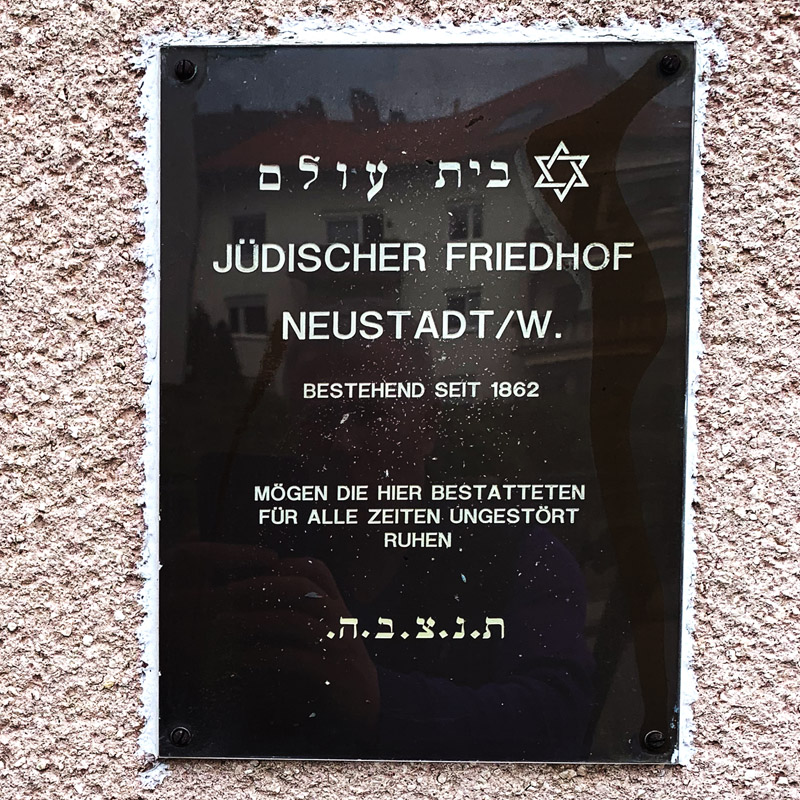 בית עולם
JÜDISCHER FRIEDHOF
NEUSTADT/W.
BESTEHEND SEIT 1862
MÖGEN DIE HIER BESTATTETEN
FÜR ALLE ZEITEN UNGESTÖRT
RUHEN
ת.נ.צ.ב.ה.